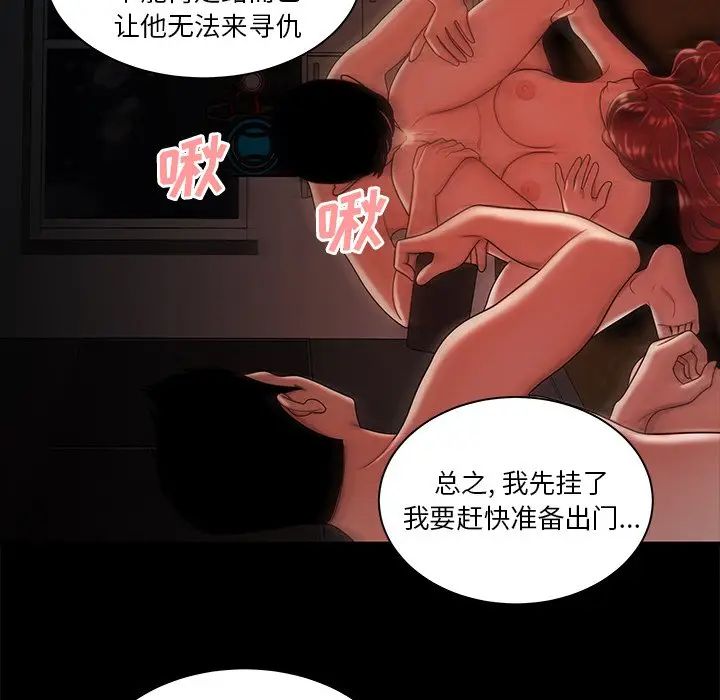 让他无法来寻仇
啾
啾
总之, 我先挂了
我要赶快准备出门...